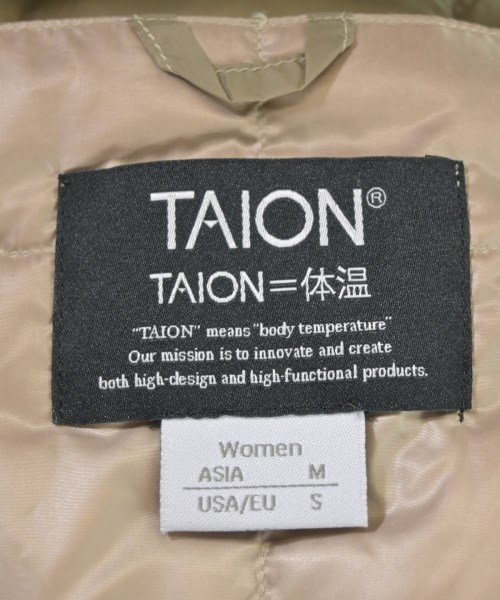 TAION®
TAION=体温
"TAION" means "body temperature"
Our mission is to innovate and create
both high-design and high-functional products.
Women
ASIA M
USA/EU S